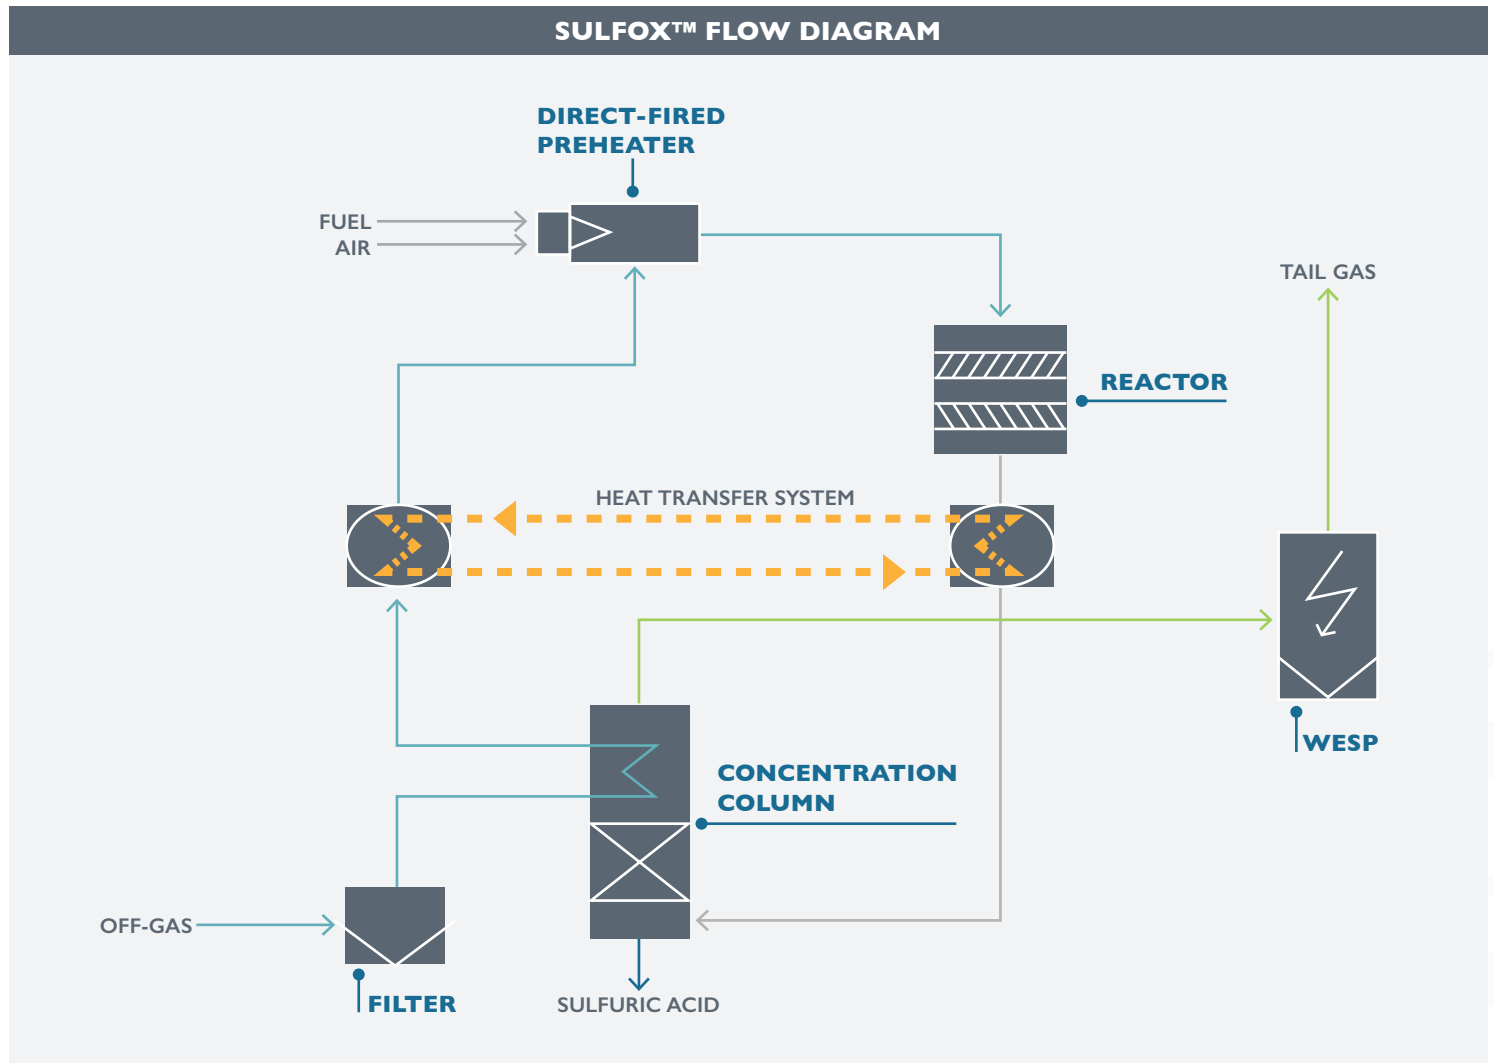 SULFOX™ FLOW DIAGRAM
DIRECT-FIRED
PREHEATER
FUEL
AIR
TAIL GAS
REACTOR
HEAT TRANSFER SYSTEM
WESP
CONCENTRATION
COLUMN
OFF-GAS
FILTER
SULFURIC ACID